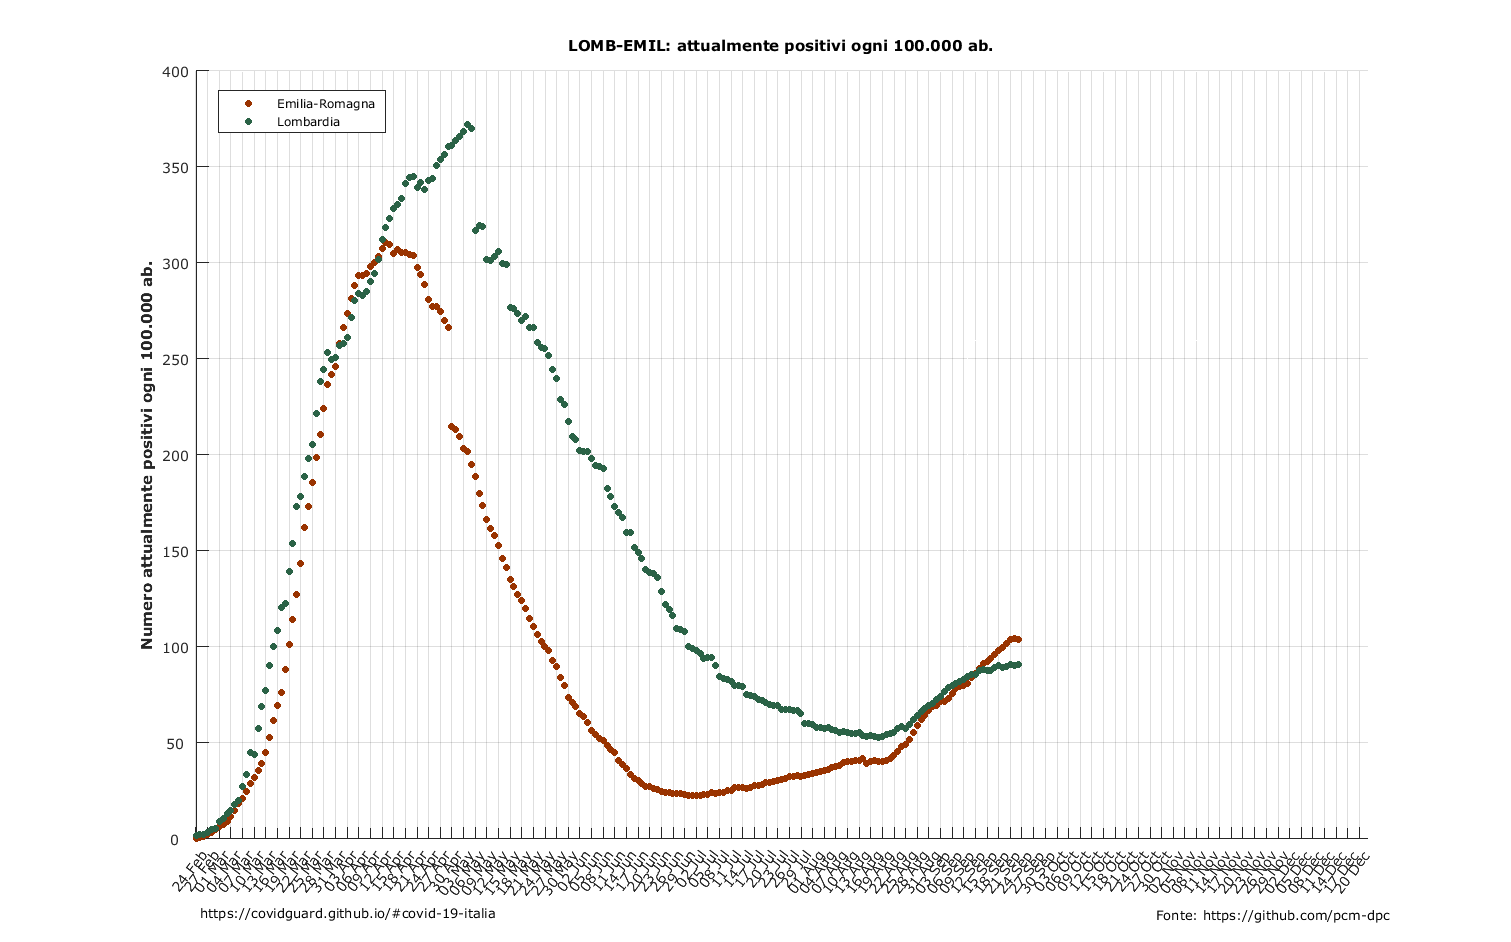 LOMB-EMIL: attualmente positivi ogni 100.000 ab.
Numero attualmente positivi ogni 100.000 ab.
400
350
300
250
200
150
100
50
0
Emilia-Romagna
Lombardia
24 Feb
27 Feb
01 Mar
04 Mar
07 Mar
10 Mar
13 Mar
16 Mar
19 Mar
22 Mar
25 Mar
28 Mar
31 Mar
03 Apr
06 Apr
09 Apr
12 Apr
15 Apr
18 Apr
21 Apr
24 Apr
27 Apr
30 Apr
03 May
06 May
09 May
12 May
15 May
18 May
21 May
24 May
27 May
30 May
02 Jun
05 Jun
08 Jun
11 Jun
14 Jun
17 Jun
20 Jun
23 Jun
26 Jun
29 Jun
02 Jul
05 Jul
08 Jul
11 Jul
14 Jul
17 Jul
20 Jul
23 Jul
26 Jul
29 Jul
01 Aug
04 Aug
07 Aug
10 Aug
13 Aug
16 Aug
19 Aug
22 Aug
25 Aug
28 Aug
31 Aug
03 Sep
06 Sep
09 Sep
12 Sep
15 Sep
18 Sep
21 Sep
24 Sep
27 Sep
30 Sep
03 Oct
06 Oct
09 Oct
12 Oct
15 Oct
18 Oct
21 Oct
24 Oct
27 Oct
30 Oct
02 Nov
05 Nov
08 Nov
11 Nov
14 Nov
17 Nov
20 Nov
23 Nov
26 Nov
29 Nov
02 Dec
05 Dec
08 Dec
11 Dec
14 Dec
17 Dec
20 Dec
https://covidguard.github.io/#covid-19-italia
Fonte: https://github.com/pcm-dpc